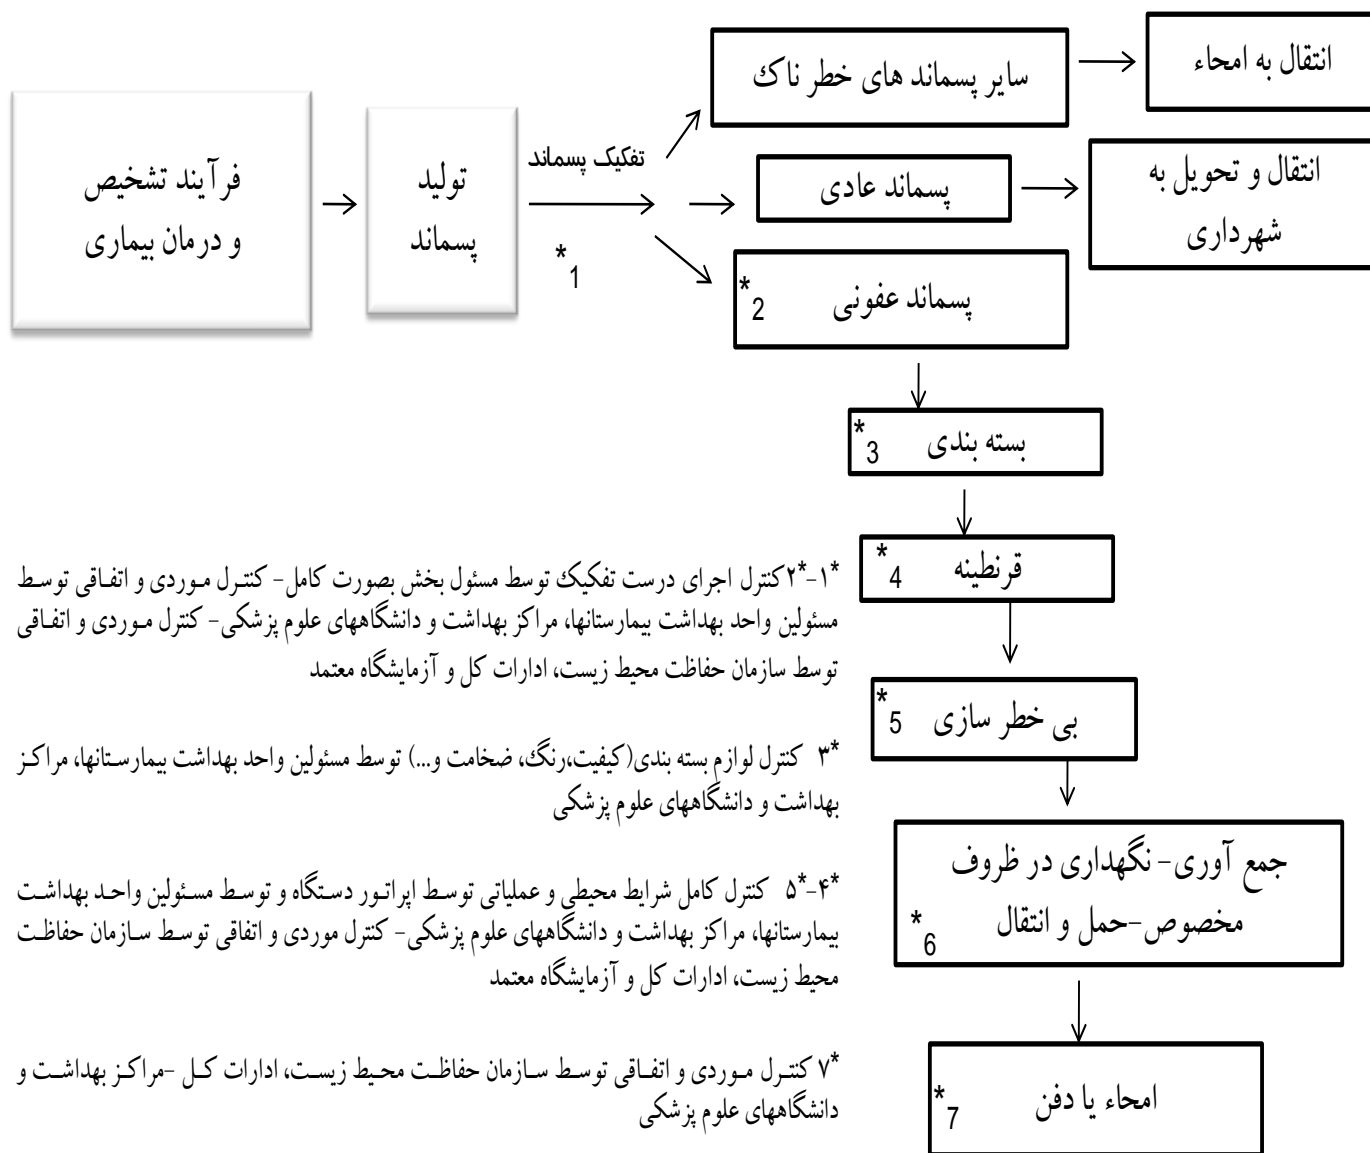 فرآیند تشخیص
و درمان بیماری
تولید
پسماند
تفکیک پسماند
*1
سایر پسماند های خطر ناک
انتقال به امحاء
پسماند عادی
انتقال و تحویل به
شهرداری
پسماند عفونی
*2
بسته بندی
*3
قرنطینه
*4
بی خطر سازی
*5
جمع آوری- نگهداری در ظروف
مخصوص-حمل و انتقال
*6
امحاء یا دفن
*7
*۱-*۲کنترل اجرای درست تفکیک توسط مسئول بخش بصورت کامل- کنترل موردی و اتفاقی توسط
مسئولین واحد بهداشت بیمارستانها، مراکز بهداشت و دانشگاههای علوم پزشکی- کنترل موردی و اتفاقی
توسط سازمان حفاظت محیط زیست، ادارات کل و آزمایشگاه معتمد
*۳ کنترل لوازم بسته بندی(کیفیت،رنگ، ضخامت و...) توسط مسئولین واحد بهداشت بیمارستانها، مراکز
بهداشت و دانشگاههای علوم پزشکی
*۴-*۵ کنترل کامل شرایط محیطی و عملیاتی توسط اپراتور دستگاه و توسط مسئولین واحد بهداشت
بیمارستانها، مراکز بهداشت و دانشگاههای علوم پزشکی- کنترل موردی و اتفاقی توسط سازمان حفاظت
محیط زیست، ادارات کل و آزمایشگاه معتمد
*۷ کنترل موردی و اتفاقی توسط سازمان حفاظت محیط زیست، ادارات کل -مراکز بهداشت و
دانشگاههای علوم پزشکی